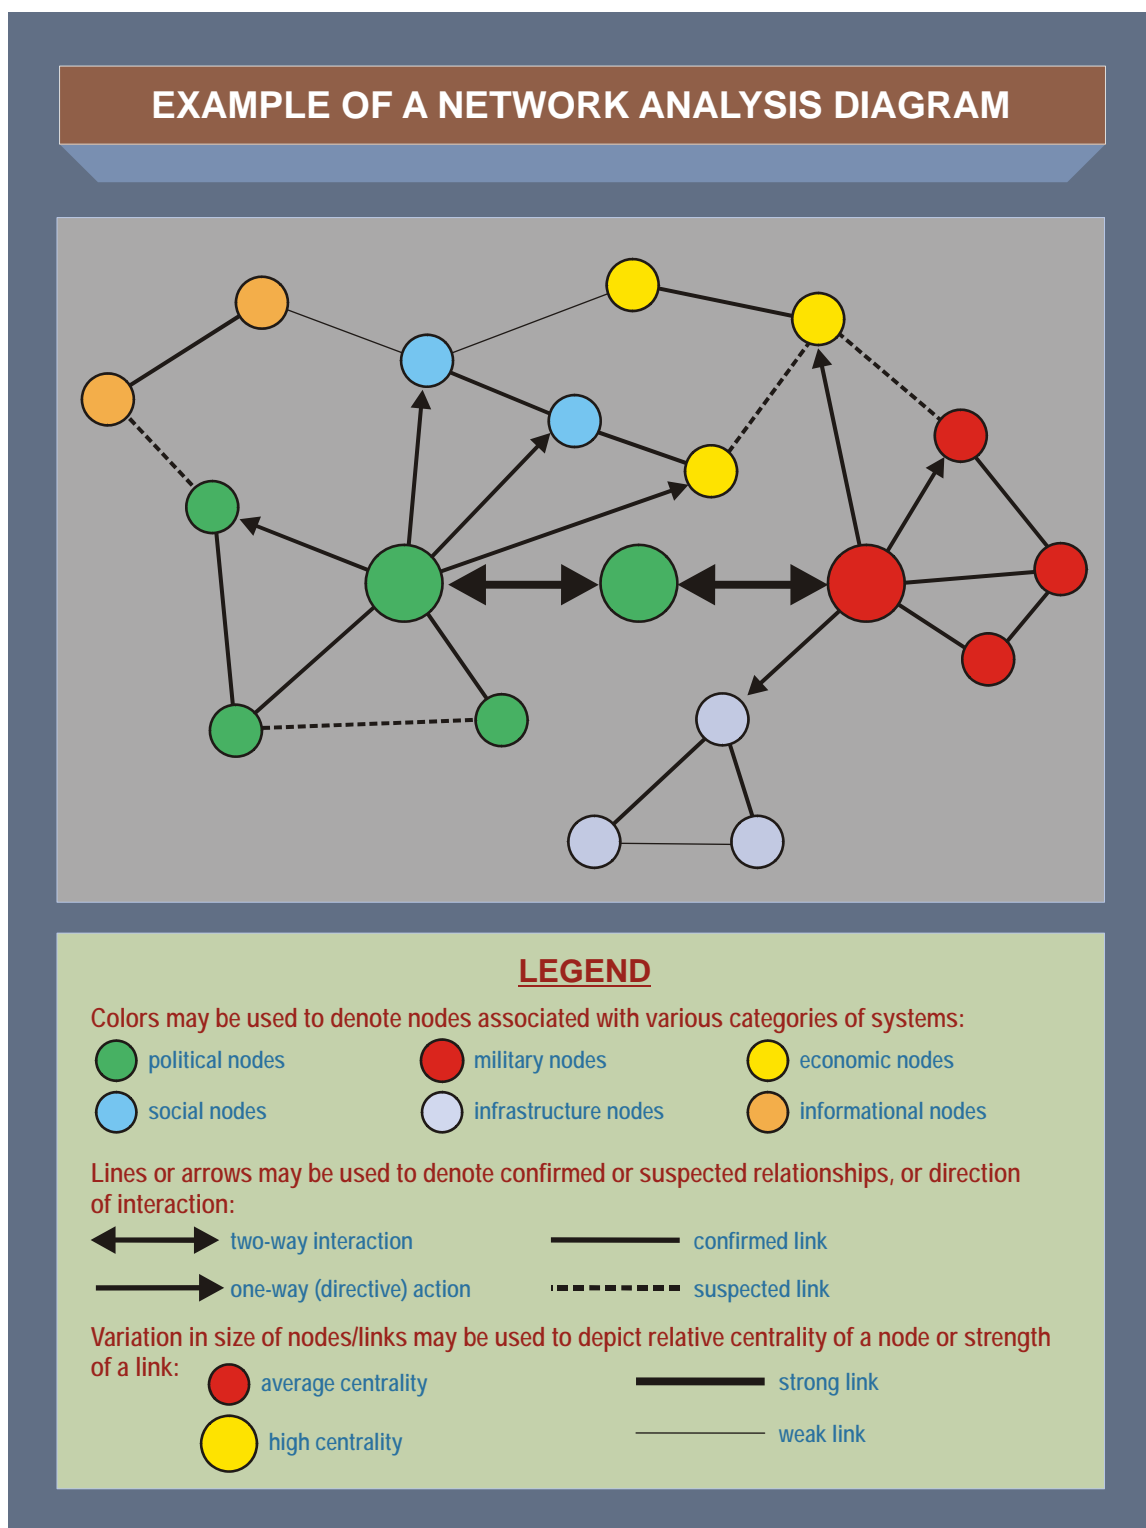 EXAMPLE OF A NETWORK ANALYSIS DIAGRAM
LEGEND
Colors may be used to denote nodes associated with various categories of systems:
political nodes
military nodes
economic nodes
social nodes
infrastructure nodes
informational nodes
Lines or arrows may be used to denote confirmed or suspected relationships, or direction
of interaction:
two-way interaction
confirmed link
one-way (directive) action
suspected link
Variation in size of nodes/links may be used to depict relative centrality of a node or strength
of a link:
average centrality
strong link
high centrality
weak link